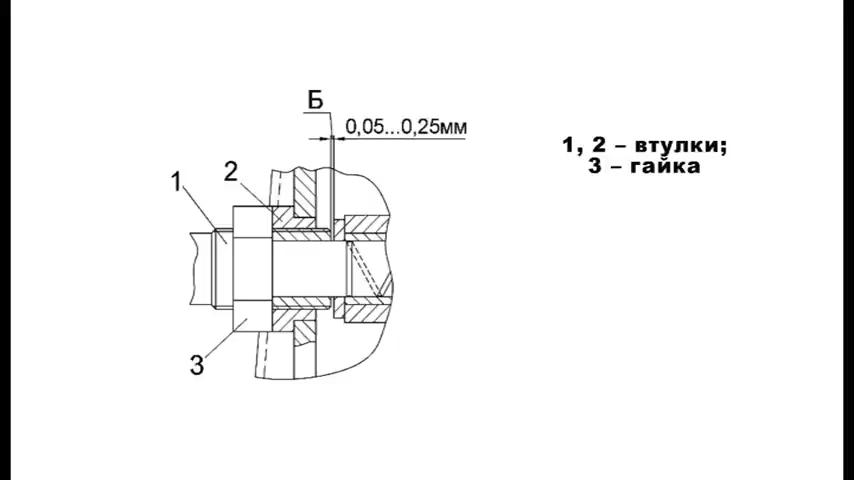 Б
0,05...0,25мм
1, 2 – втулки;
3 – гайка
2
1
3